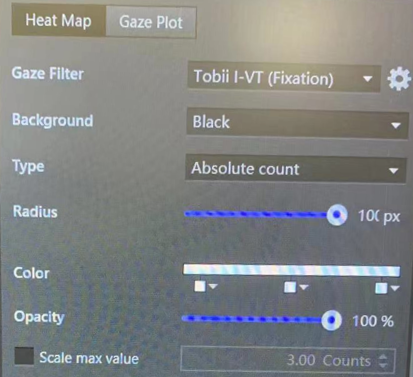 Heat Map Gaze Plot
Gaze Filter Tobii I-VT (Fixation)
Background Black
Type Absolute count
Radius px
Color
Opacity 100 %
Scale max value 3.00 Counts